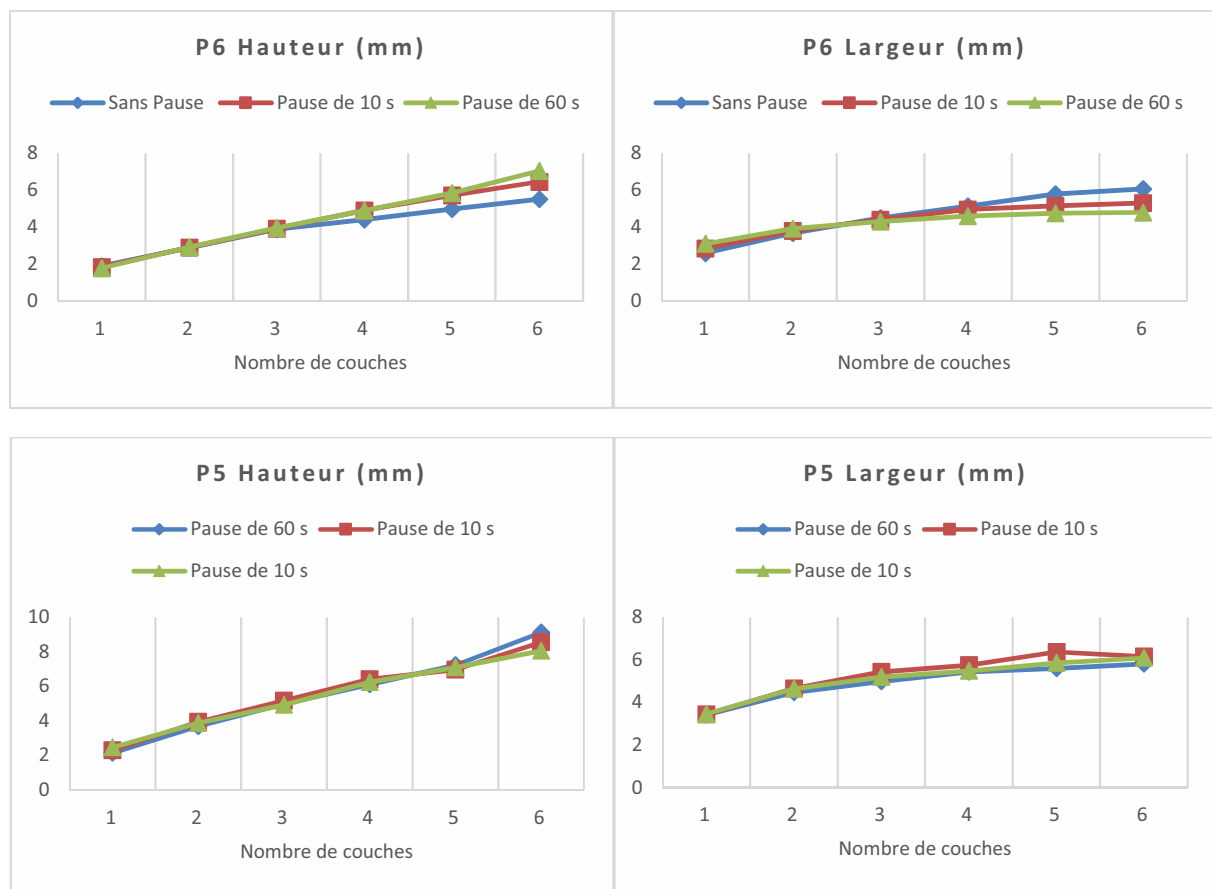 P6 Hauteur (mm)
Sans Pause Pause de 10 s Pause de 60 s
8
6
4
2
0
1 2 3 4 5 6
Nombre de couches
P6 Largeur (mm)
Sans Pause Pause de 10 s Pause de 60 s
8
6
4
2
0
1 2 3 4 5 6
Nombre de couches
P5 Hauteur (mm)
Pause de 60 s Pause de 10 s
Pause de 10 s
10
8
6
4
2
0
1 2 3 4 5 6
Nombre de couches
P5 Largeur (mm)
Pause de 60 s Pause de 10 s
Pause de 10 s
8
6
4
2
0
1 2 3 4 5 6
Nombre de couches